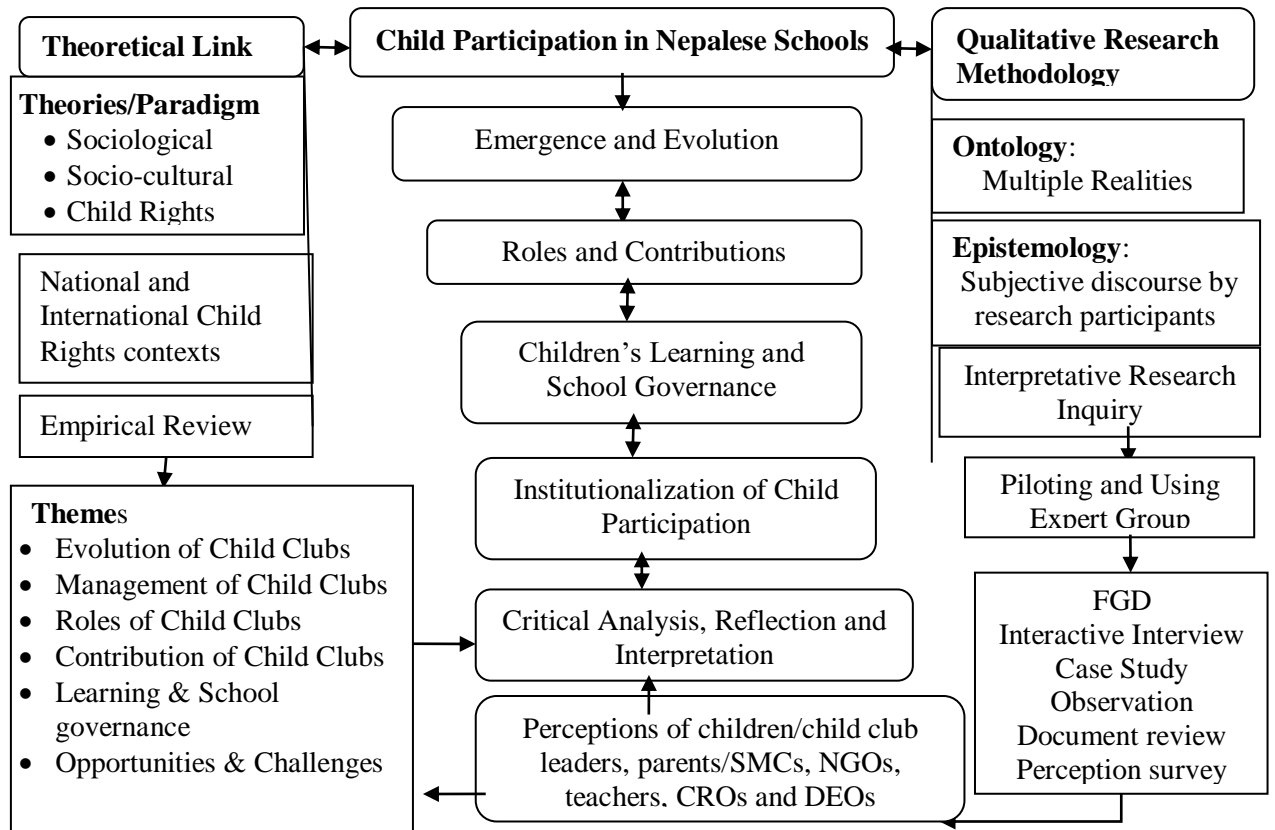 Theoretical Link
Theories/Paradigm
• Sociological
• Socio-cultural
• Child Rights
National and
International Child
Rights contexts
Empirical Review
Themes
• Evolution of Child Clubs
• Management of Child Clubs
• Roles of Child Clubs
• Contribution of Child Clubs
• Learning & School
governance
• Opportunities & Challenges
Child Participation in Nepalese Schools
Emergence and Evolution
Roles and Contributions
Children's Learning and
School Governance
Institutionalization of Child
Participation
Critical Analysis, Reflection and
Interpretation
Perceptions of children/child club
leaders, parents/SMCs, NGOs,
teachers, CROs and DEOs
Qualitative Research
Methodology
Ontology:
Multiple Realities
Epistemology:
Subjective discourse by
research participants
Interpretative Research
Inquiry
Piloting and Using
Expert Group
FGD
Interactive Interview
Case Study
Observation
Document review
Perception survey